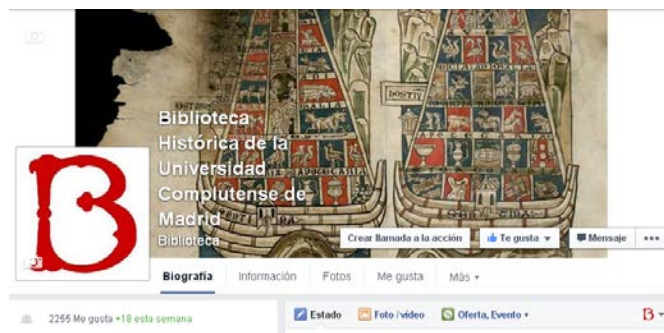 Biblioteca
Histórica de la
Universidad
Complutense de
Madrid
Biblioteca
Crear llamada a la acción
Te gusta
Mensaje
B
Biografía
Información
Fotos
Me gusta
Más
2255 Me gusta +18 esta semana
Estado
Foto / vídeo
Oferta, Evento +
B